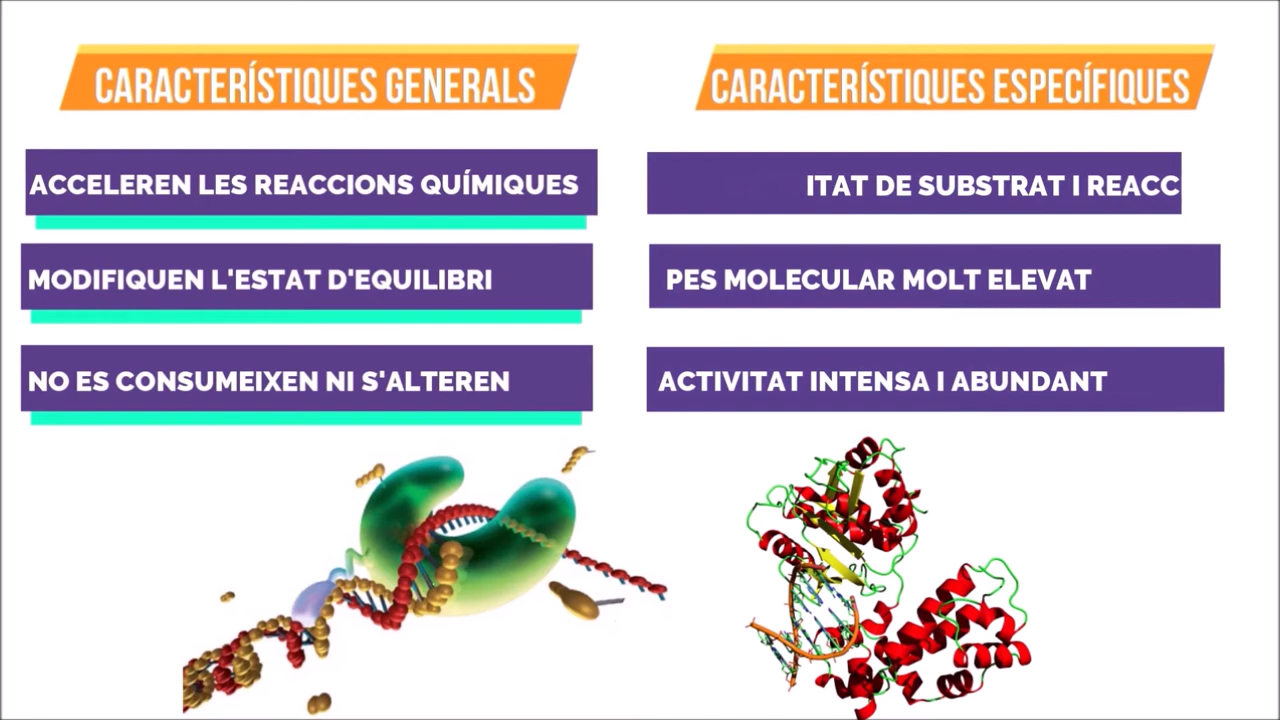 CARACTERÍSTIQUES GENERALS
ACCELEREN LES REACCIONS QUÍMIQUES
MODIFIQUEN L'ESTAT D'EQUILIBRI
NO ES CONSUMEIXEN NI S'ALTEREN
CARACTERÍSTIQUES ESPECÍFIQUES
ITAT DE SUBSTRAT I REACC
PES MOLECULAR MOLT ELEVAT
ACTIVITAT INTENSA I ABUNDANT